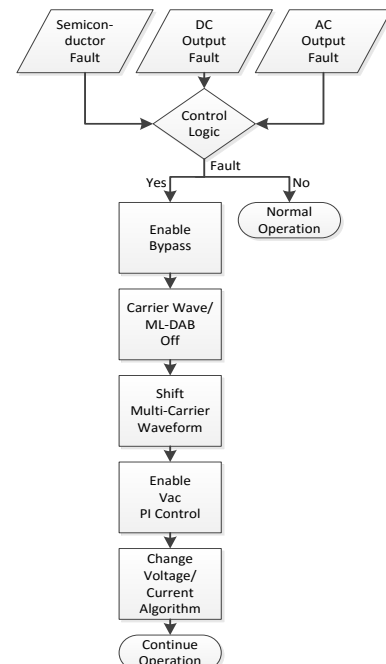 Semicon-
ductor
Fault
DC
Output
Fault
AC
Output
Fault
Control
Logic
Fault
Yes
No
Normal
Operation
Enable
Bypass
Carrier Wave/
ML-DAB
Off
Shift
Multi-Carrier
Waveform
Enable
Vac
PI Control
Change
Voltage/
Current
Algorithm
Continue
Operation